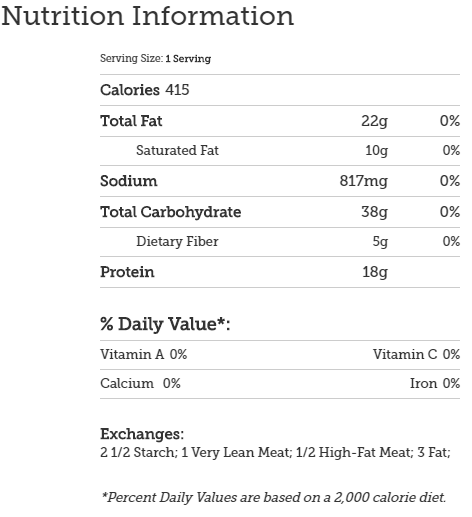 Nutrition Information
Serving Size: 1 Serving
Calories 415
Total Fat 22g 0%
Saturated Fat 10g 0%
Sodium 817mg 0%
Total Carbohydrate 38g 0%
Dietary Fiber 5g 0%
Protein 18g
% Daily Value*:
Vitamin A 0% Vitamin C 0%
Calcium 0% Iron 0%
Exchanges:
2 1/2 Starch; 1 Very Lean Meat; 1/2 High-Fat Meat; 3 Fat;
*Percent Daily Values are based on a 2,000 calorie diet.